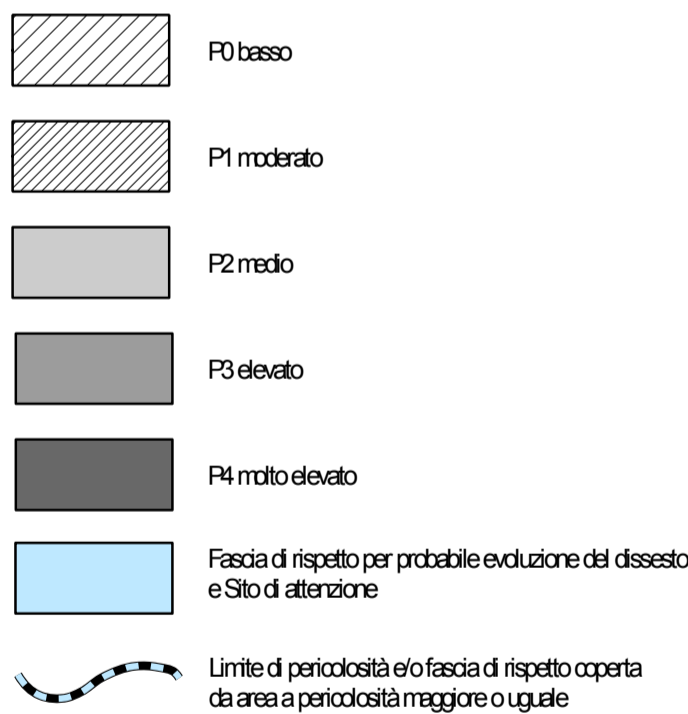 P0 basso
P1 moderato
P2 medio
P3 elevato
P4 molto elevato
Fascia di rispetto per probabile evoluzione del dissesto
e Sito di attenzione
Limite di pericolosità e/o fascia di rispetto coperta
da area a pericolosità maggiore o uguale